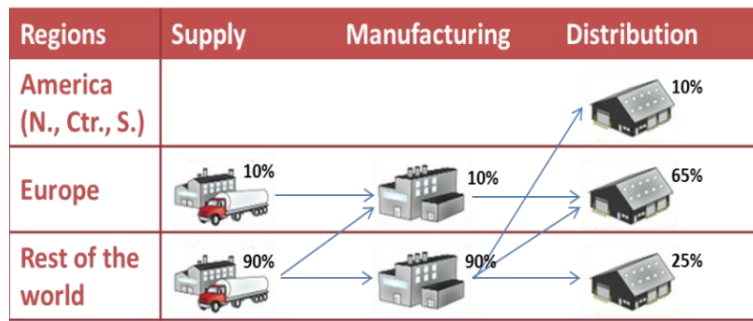 Regions Supply Manufacturing Distribution
America
(N., Ctr., S.)
10%
Europe 10% 10% 65%
Rest of the
world
90% 90% 25%